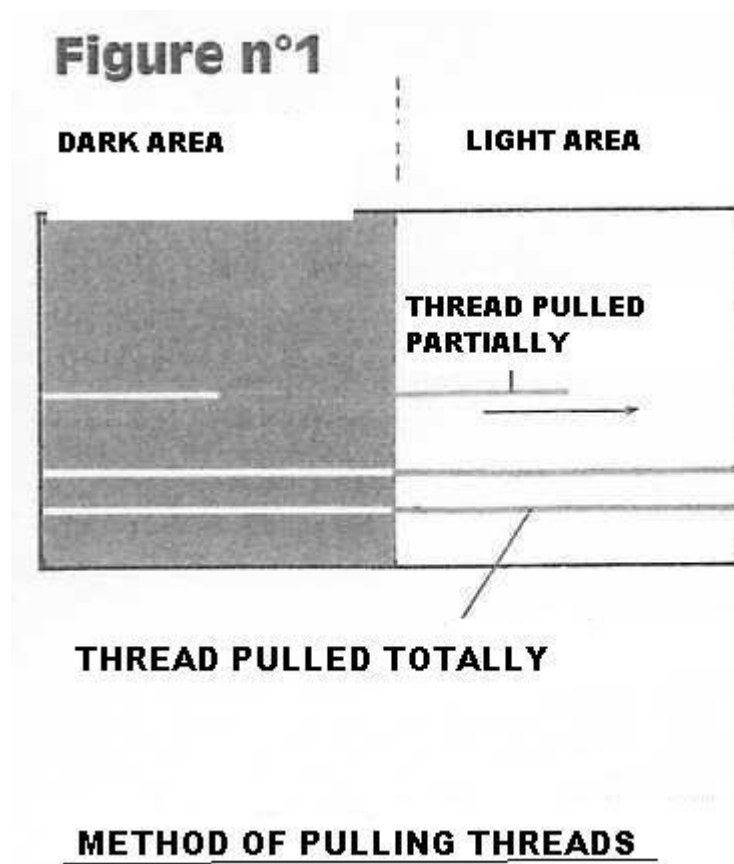 Figure n°1
DARK AREA
LIGHT AREA
THREAD PULLED
PARTIALLY
THREAD PULLED TOTALLY
METHOD OF PULLING THREADS